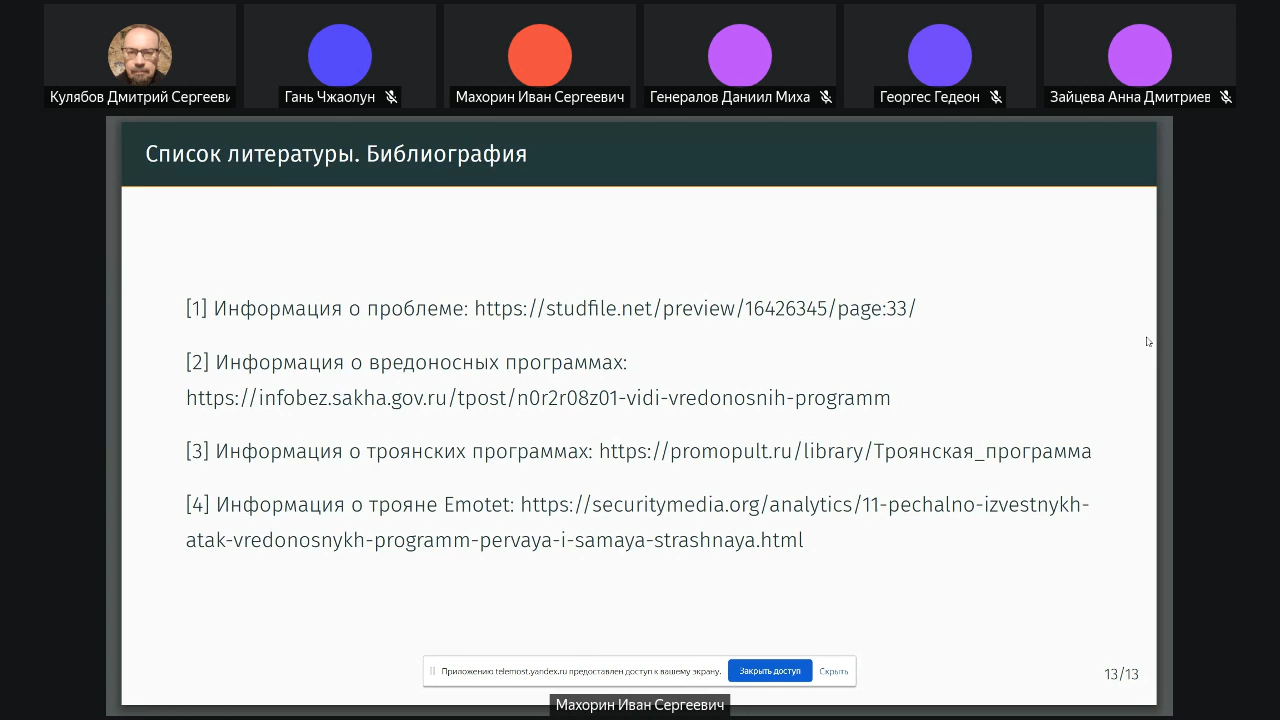 Кулябов Дмитрий Сергееви
Гань Чжаолун
Махорин Иван Сергеевич
Генералов Даниил Миха
Георгес Гедеон
Зайцева Анна Дмитриев
Список литературы. Библиография
[1] Информация о проблеме: https://studfile.net/preview/16426345/page:33/
[2] Информация о вредоносных программах:
https://infobez.sakha.gov.ru/tpost/n0r2r08z01-vidi-vredonosnih-programm
[3] Информация о троянских программах: https://promopult.ru/library/Троянская_программа
[4] Информация о трояне Emotet: https://securitymedia.org/analytics/11-pechalno-izvestnykh-
atak-vredonosnykh-programm-pervaya-i-samaya-strashnaya.html
Приложению telemost.yandex.ru предоставлен доступ к вашему экрану.
Закрыть доступ
Скрыть
13/13
Махорин Иван Сергеевич